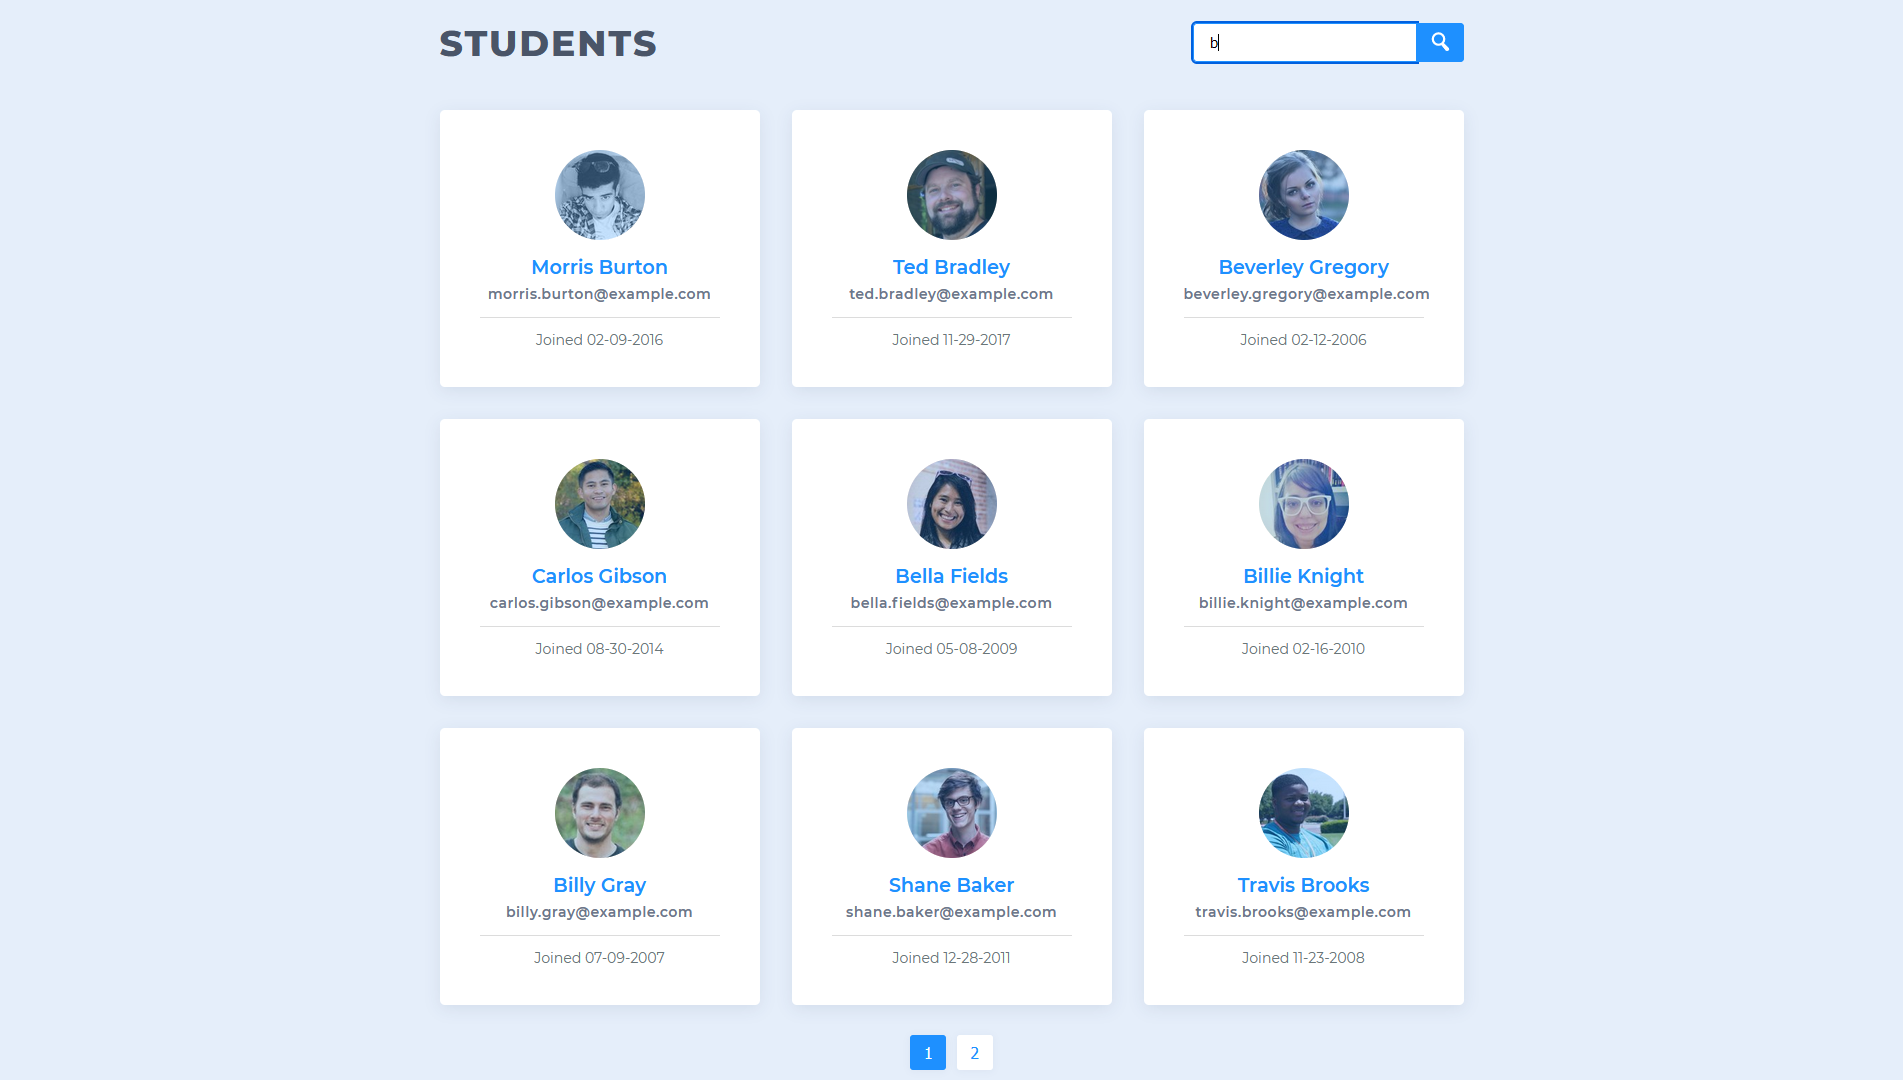 STUDENTS
b
Morris Burton
morris.burton@example.com
Joined 02-09-2016
Ted Bradley
ted.bradley@example.com
Joined 11-29-2017
Beverley Gregory
beverley.gregory@example.com
Joined 02-12-2006
Carlos Gibson
carlos.gibson@example.com
Joined 08-30-2014
Bella Fields
bella.fields@example.com
Joined 05-08-2009
Billie Knight
billie.knight@example.com
Joined 02-16-2010
Billy Gray
billy.gray@example.com
Joined 07-09-2007
Shane Baker
shane.baker@example.com
Joined 12-28-2011
Travis Brooks
travis.brooks@example.com
Joined 11-23-2008
1 2